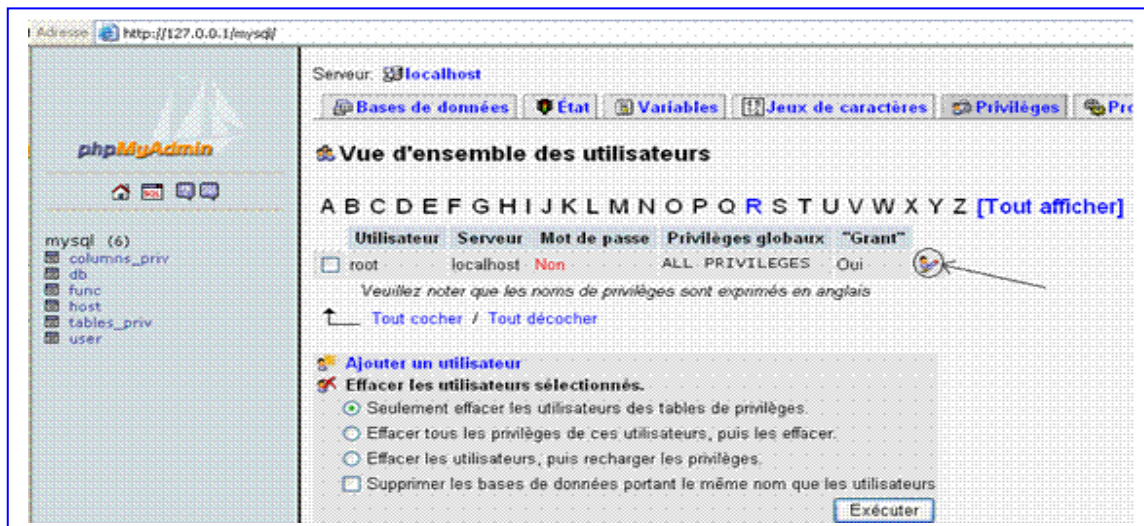 Adresse http://127.0.0.1/mysql/
phpMyAdmin
SQL
mysql (6)
columns_priv
db
func
host
tables_priv
user
Serveur: localhost
Bases de données État Variables Jeux de caractères Privilèges Pro
Vue d'ensemble des utilisateurs
A B C D E F G H I J K L M N O P Q R S T U V W X Y Z [Tout afficher]
Utilisateur Serveur Mot de passe Privilèges globaux "Grant"
root localhost Non ALL PRIVILEGES Oui
Veuillez noter que les noms de privilèges sont exprimés en anglais
Tout cocher / Tout décocher
Ajouter un utilisateur
Effacer les utilisateurs sélectionnés.
Seulement effacer les utilisateurs des tables de privilèges.
Effacer tous les privilèges de ces utilisateurs, puis les effacer.
Effacer les utilisateurs, puis recharger les privilèges.
Supprimer les bases de données portant le même nom que les utilisateurs
Exécuter